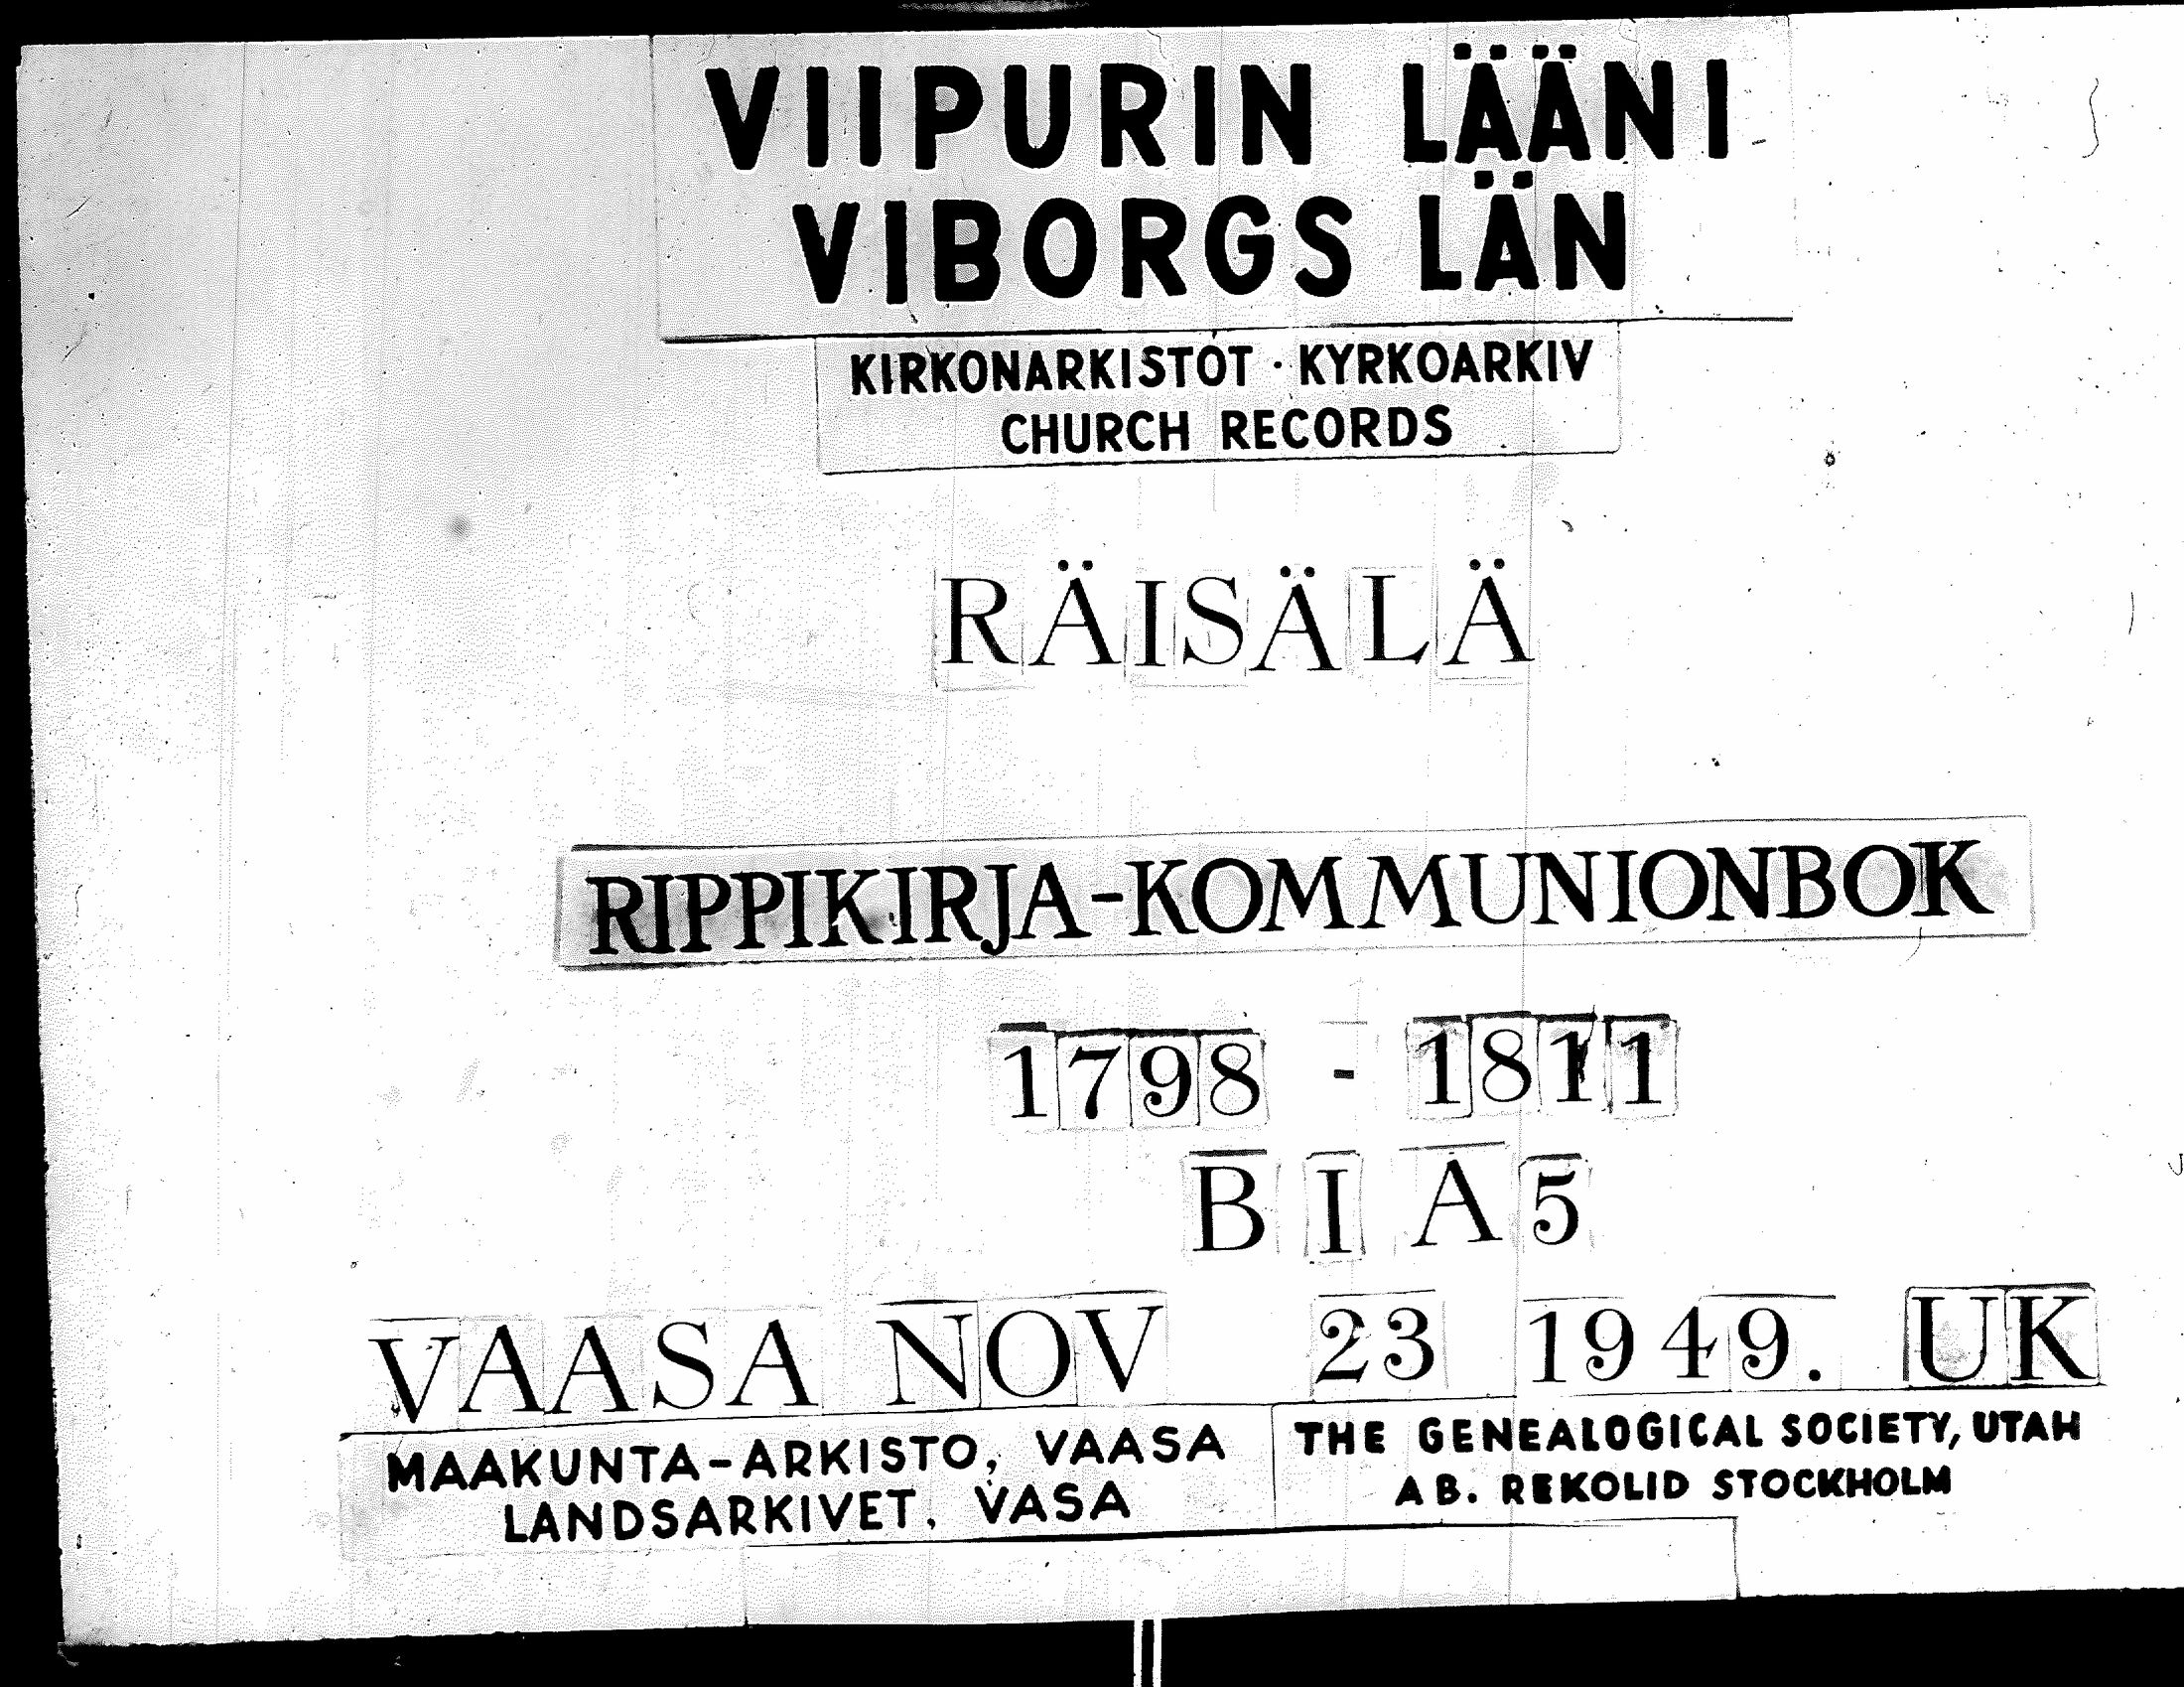 VIIPURIN LÄÄNI
VIBORGS LÄN
KIRKONARKISTOT · KYRKOARKIV
CHURCH RECORDS
RÄISÄLÄ
RIPPIKIRJA-KOMMUNIONBOK
1798 - 1811
B I A 5
VAASA NOV 23 1949. UK
MAAKUNTA-ARKISTO, VAASA
LANDSARKIVET, VASA
THE GENEALOGICAL SOCIETY, UTAH
AB. REKOLID STOCKHOLM